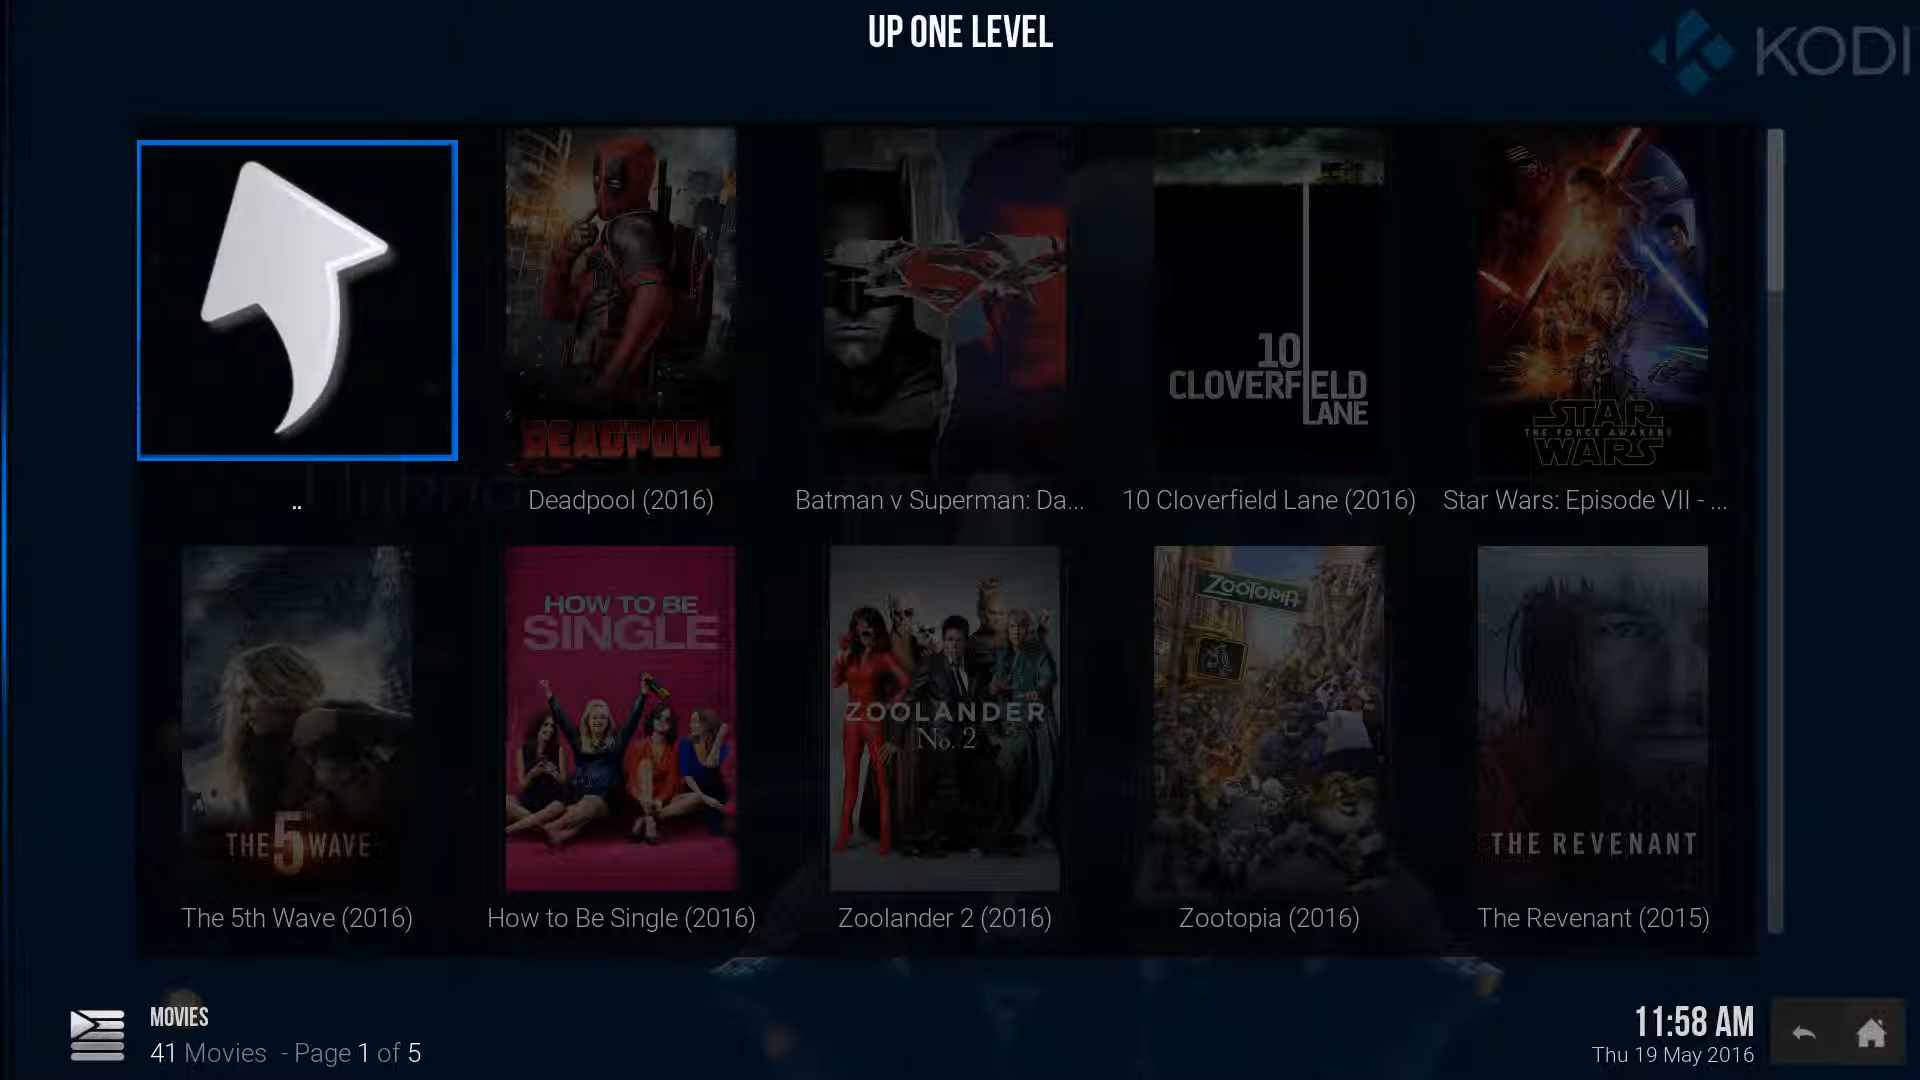 UP ONE LEVEL
KODI
DEADPOOL
10
CLOVERFIELD
LANE
STAR
THE FORCE AWAKENS
WARS
..
Deadpool (2016)
Batman v Superman: Da...
10 Cloverfield Lane (2016)
Star Wars: Episode VII - ...
THE 5 WAVE
HOW TO BE
SINGLE
ZOOLANDER
No. 2
ZOOTOPIA
THE REVENANT
The 5th Wave (2016)
How to Be Single (2016)
Zoolander 2 (2016)
Zootopia (2016)
The Revenant (2015)
MOVIES
41 Movies - Page 1 of 5
11:58 AM
Thu 19 May 2016